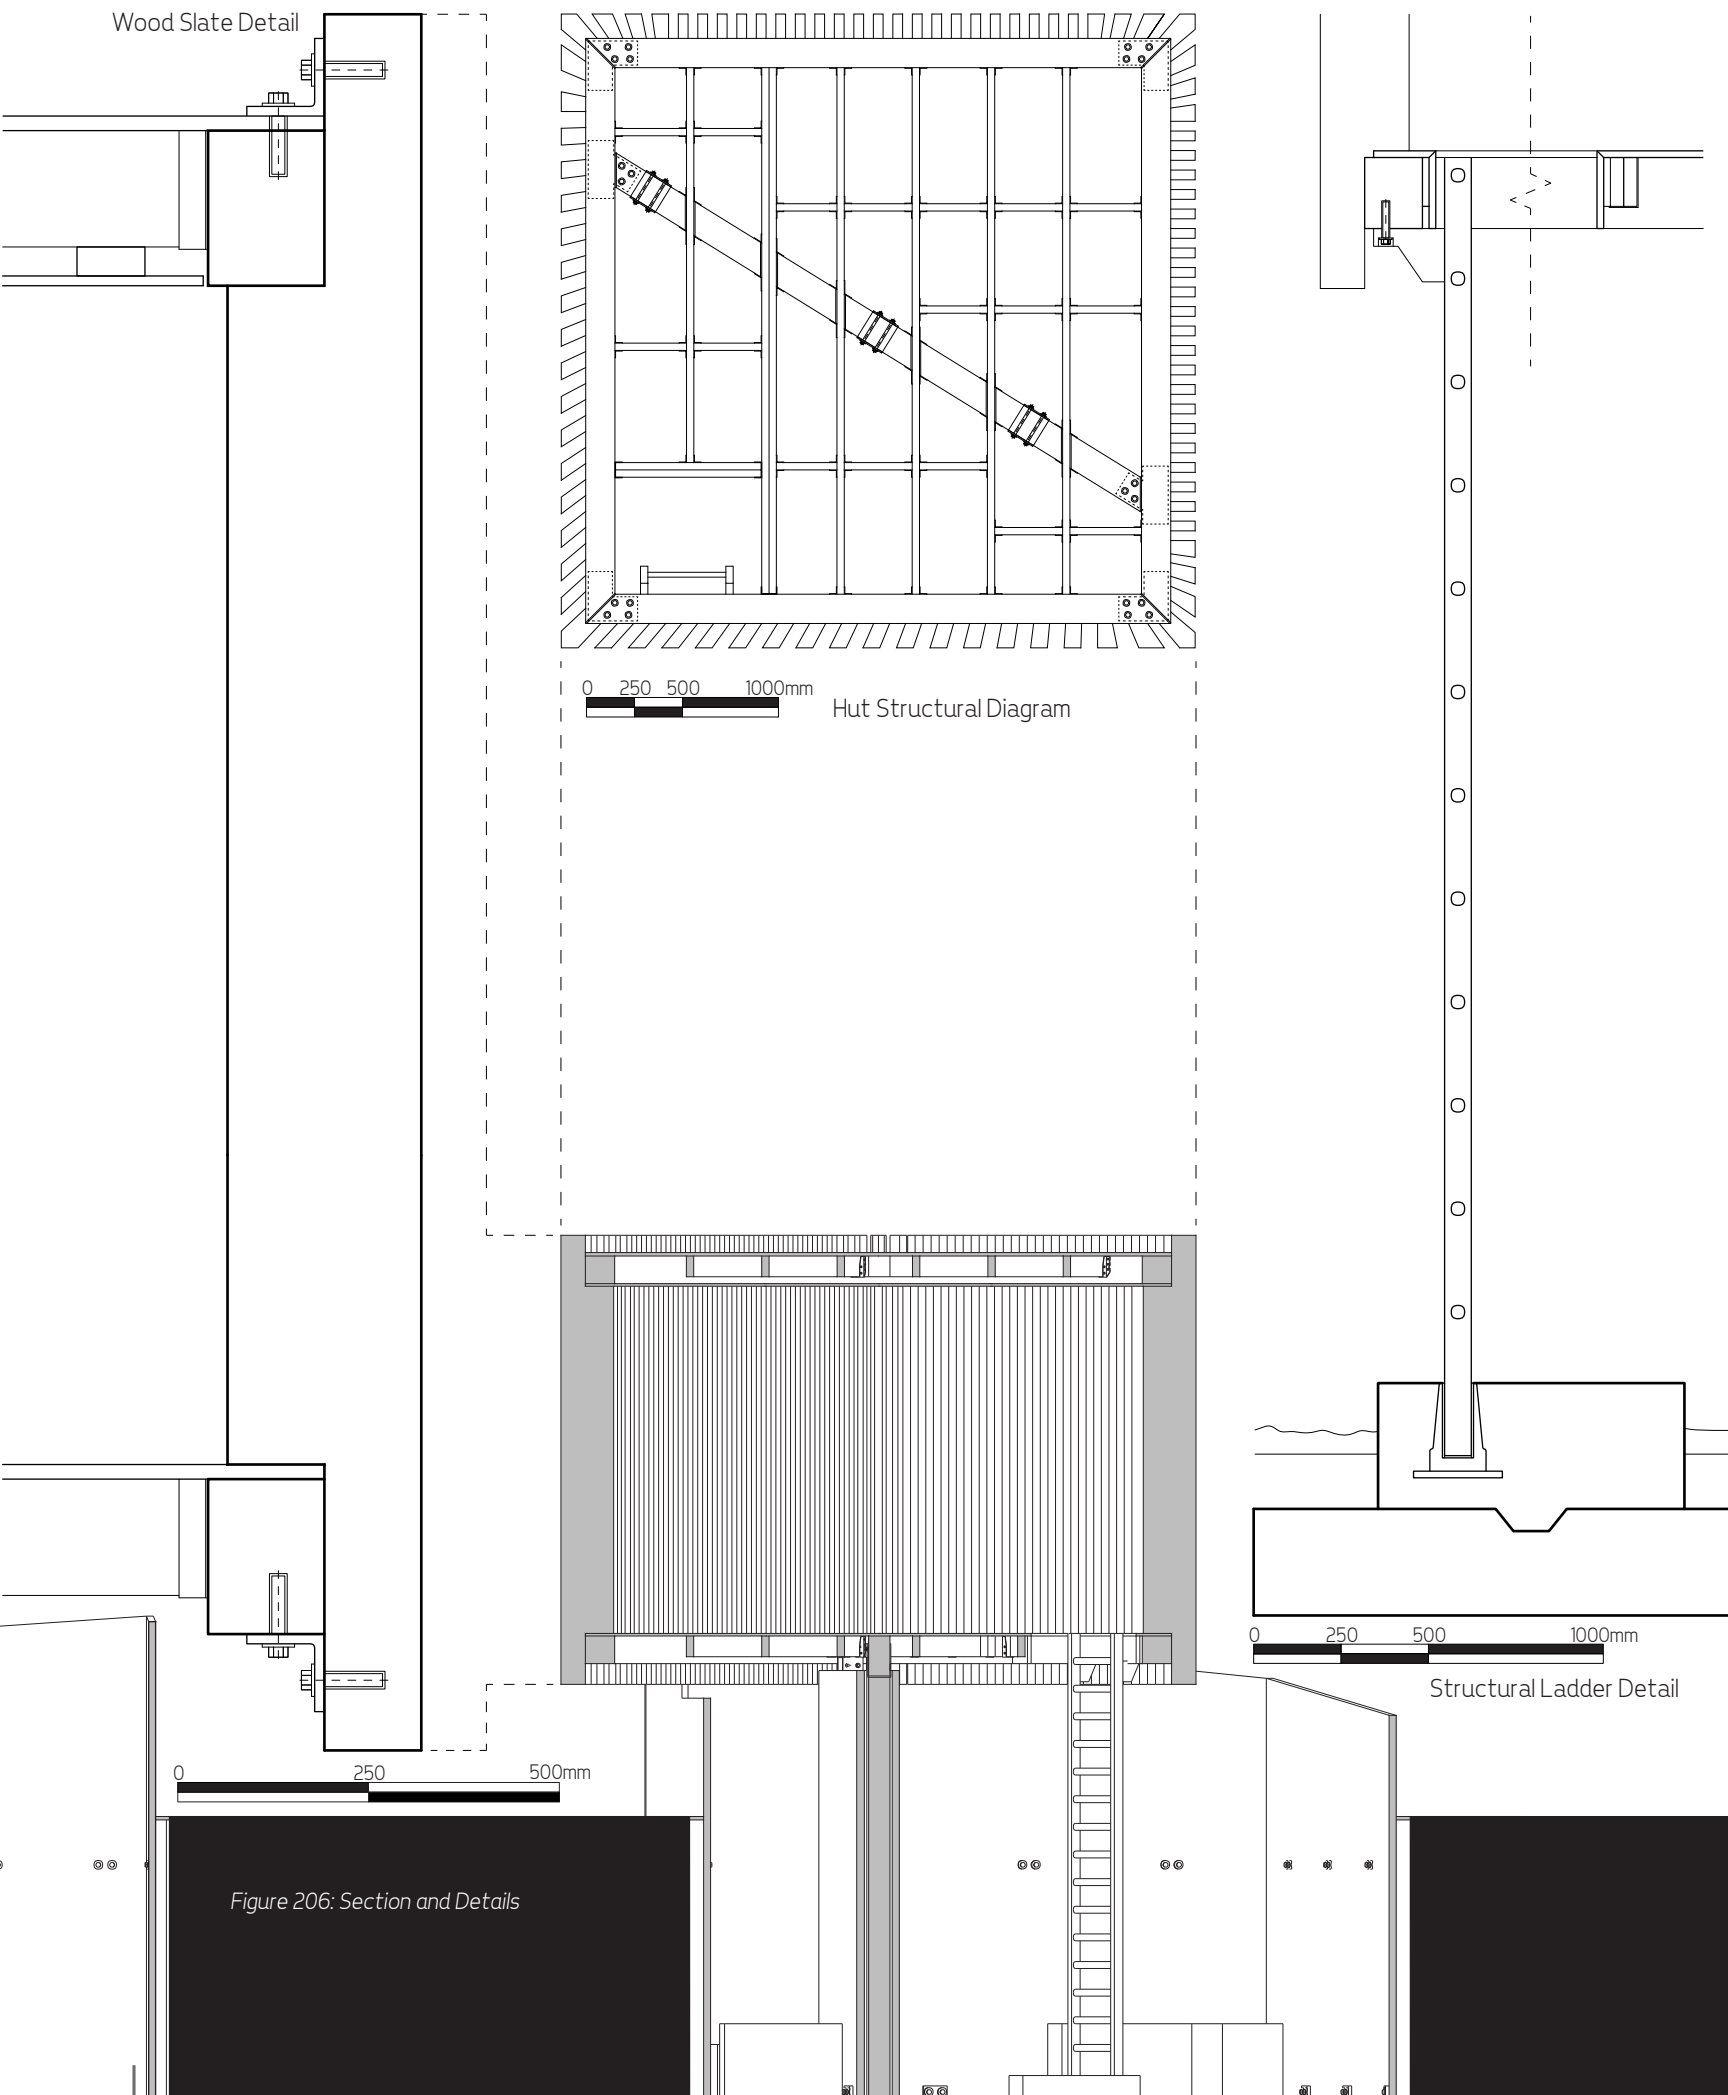 Wood Slate Detail
0 250 500 1000mm
Hut Structural Diagram
0 250 500 1000mm
Structural Ladder Detail
0 250 500mm
Figure 206: Section and Details